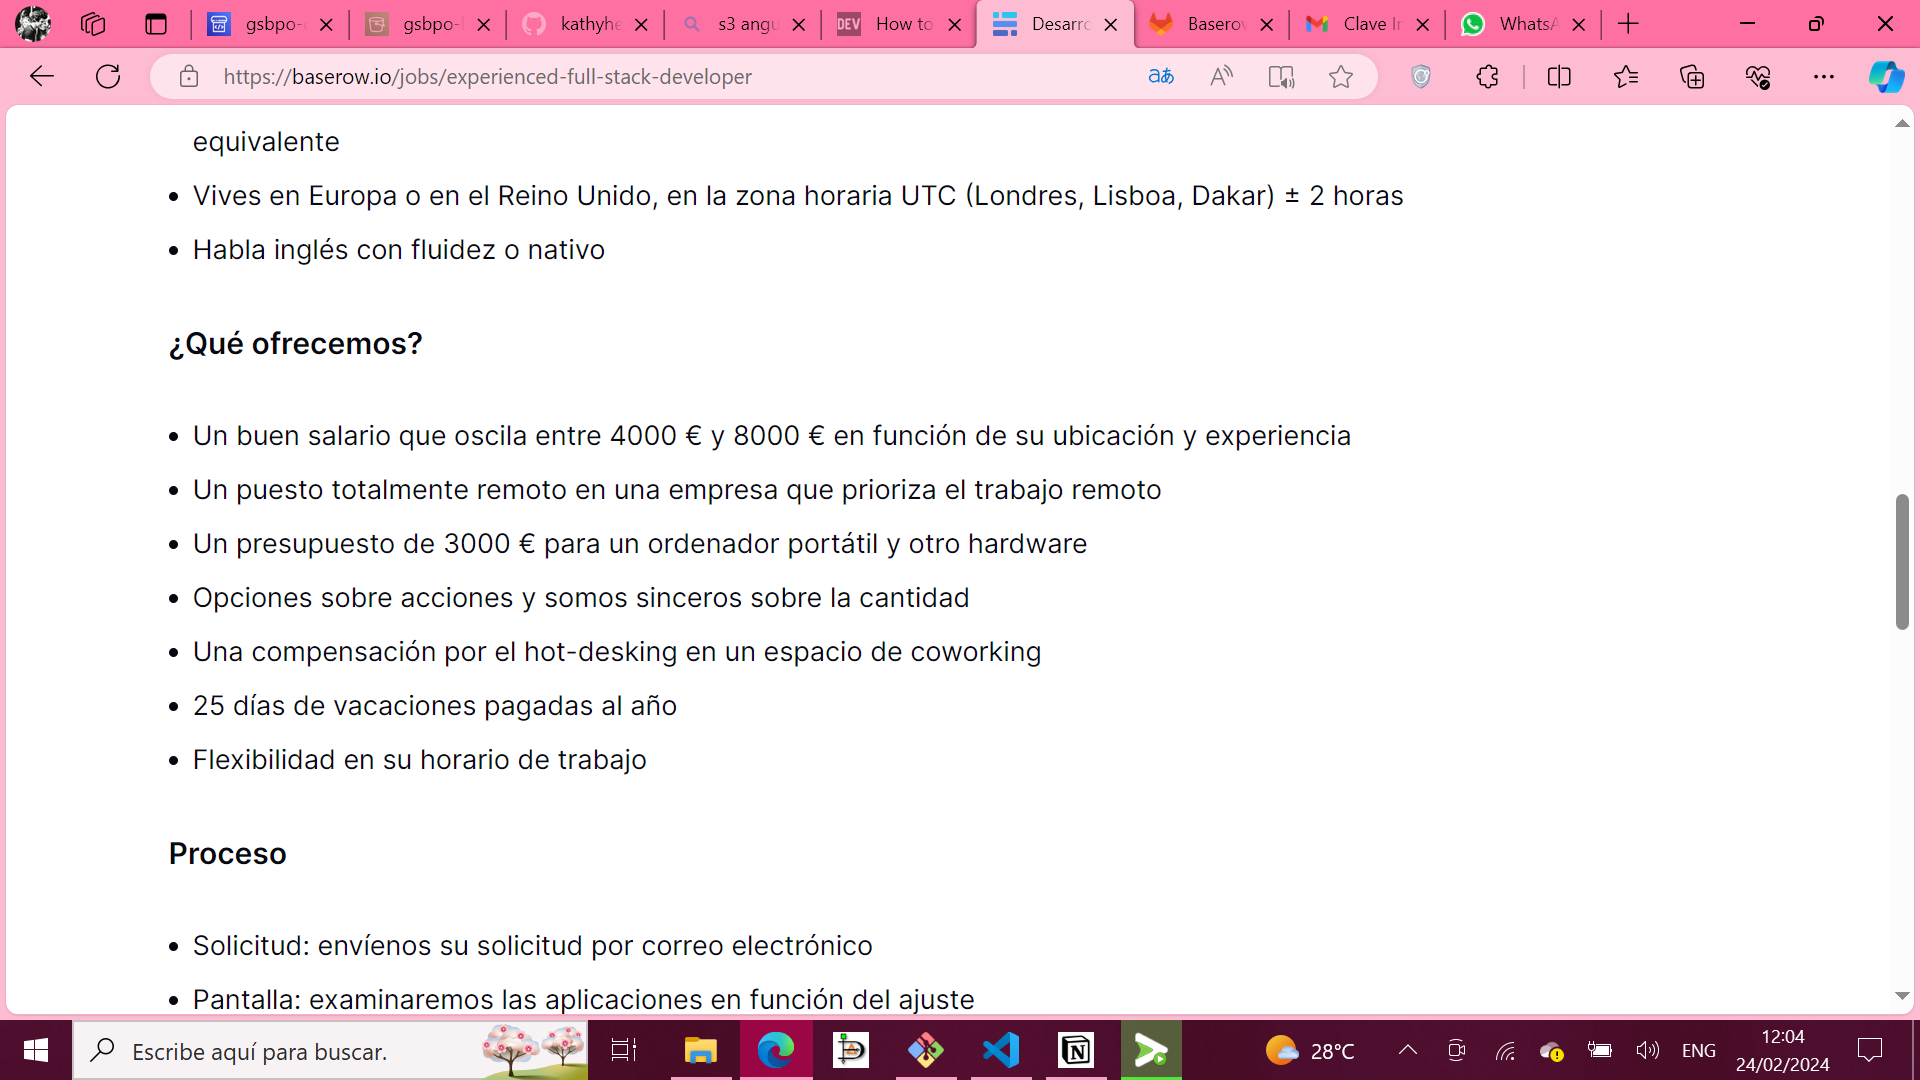 gsbpo-
gsbpo-
kathyhe
s3 angu
DEV How to
Desarro
Baserow
Clave In
WhatsA
https://baserow.io/jobs/experienced-full-stack-developer
equivalente
Vives en Europa o en el Reino Unido, en la zona horaria UTC (Londres, Lisboa, Dakar) ± 2 horas
Habla inglés con fluidez o nativo
¿Qué ofrecemos?
Un buen salario que oscila entre 4000 € y 8000 € en función de su ubicación y experiencia
Un puesto totalmente remoto en una empresa que prioriza el trabajo remoto
Un presupuesto de 3000 € para un ordenador portátil y otro hardware
Opciones sobre acciones y somos sinceros sobre la cantidad
Una compensación por el hot-desking en un espacio de coworking
25 días de vacaciones pagadas al año
Flexibilidad en su horario de trabajo
Proceso
Solicitud: envíenos su solicitud por correo electrónico
Pantalla: examinaremos las aplicaciones en función del ajuste
Escribe aquí para buscar.
28°C
ENG
12:04
24/02/2024